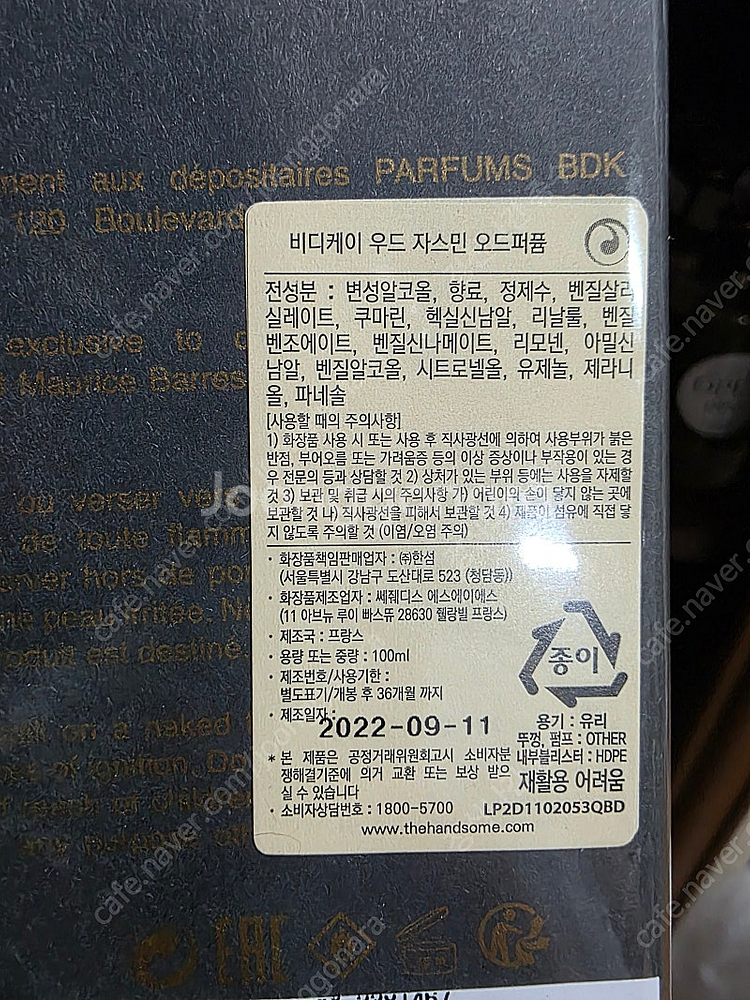 aux dépositaires PARFUMS BDK
120 Boulevard
비디케이 우드 자스민 오드퍼퓸
전성분 : 변성알코올, 향료, 정제수, 벤질살리
실레이트, 쿠마린, 헥실신남알, 리날룰, 벤질
벤조에이트, 벤질신나메이트, 리모넨, 아밀신
남알, 벤질알코올, 시트로넬올, 유제놀, 제라니
올, 파네솔
exclusive to
Maurice Barres
[사용할 때의 주의사항]
1) 화장품 사용 시 또는 사용 후 직사광선에 의하여 사용부위가 붉은
반점, 부어오름 또는 가려움증 등의 이상 증상이나 부작용이 있는 경
우 전문의 등과 상담할 것 2) 상처가 있는 부위 등에는 사용을 자제할
것 3) 보관 및 취급 시의 주의사항 가) 어린이의 손이 닿지 않는 곳에
보관할 것 나) 직사광선을 피해서 보관할 것 4) 제품이 섬유에 직접 닿
지 않도록 주의할 것 (이염/오염 주의)
ou verser
de toute flamm
produit est destiné.
on a naked
· 화장품책임판매업자 : ㈜한섬
(서울특별시 강남구 도산대로 523 (청담동))
· 화장품제조업자 : 쎄쿼디스 에스에이에스
(11 아브뉴 루이 빠스뜌 28630 젤랑빌 프랑스)
· 제조국 : 프랑스
· 용량 또는 중량 : 100ml
· 제조번호/사용기한 :
별도표기/개봉 후 36개월 까지
· 제조일자:
2022-09-11
* 본 제품은 공정거래위원회고시 소비자분
쟁해결기준에 의거 교환 또는 보상 받으
실 수 있습니다
· 소비자상담번호 : 1800-5700
www.thehandsome.com
종이
용기 : 유리
뚜껑, 펌프 : OTHER
내부블리스터 : HDPE
재활용 어려움
LP2D1102053QBD
EAC
cafe.naver.com/joonggonara